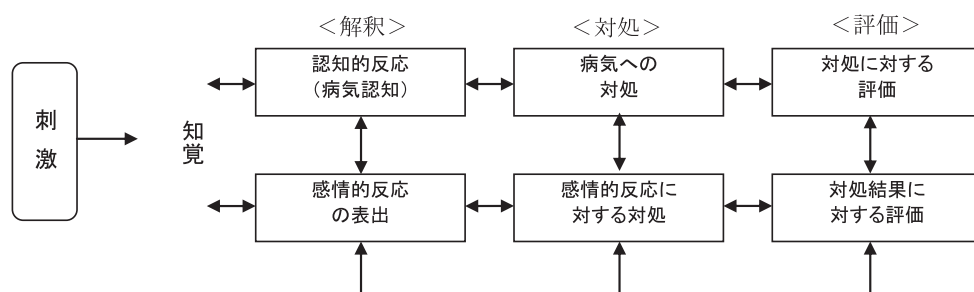 ＜解釈＞
＜対処＞
＜評価＞
刺
激
知
覚
認知的反応
（病気認知）
病気への
対処
対処に対する
評価
感情的反応
の表出
感情的反応に
対する対処
対処結果に
対する評価